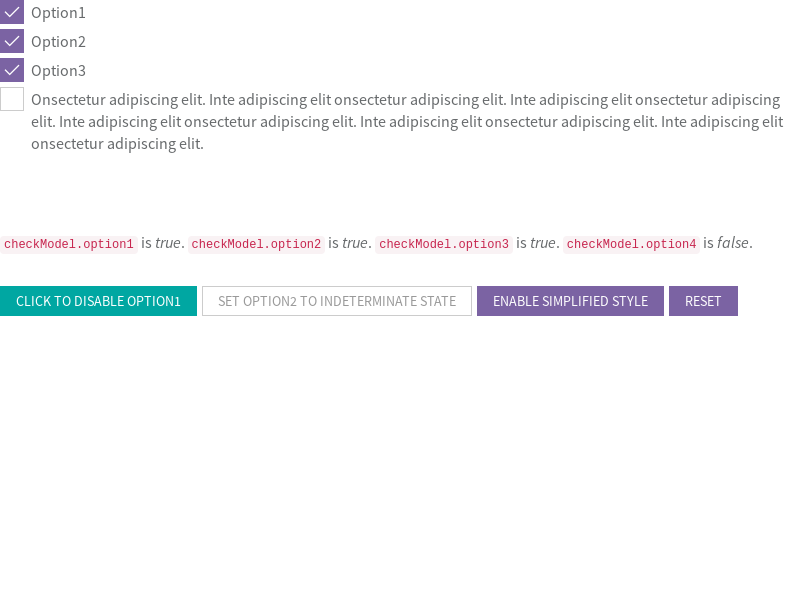 Option1
Option2
Option3
Onsectetur adipiscing elit. Inte adipiscing elit onsectetur adipiscing elit. Inte adipiscing elit onsectetur adipiscing
elit. Inte adipiscing elit onsectetur adipiscing elit. Inte adipiscing elit onsectetur adipiscing elit. Inte adipiscing elit
onsectetur adipiscing elit.
checkModel.option1 is true. checkModel.option2 is true. checkModel.option3 is true. checkModel.option4 is false.
CLICK TO DISABLE OPTION1 SET OPTION2 TO INDETERMINATE STATE ENABLE SIMPLIFIED STYLE RESET